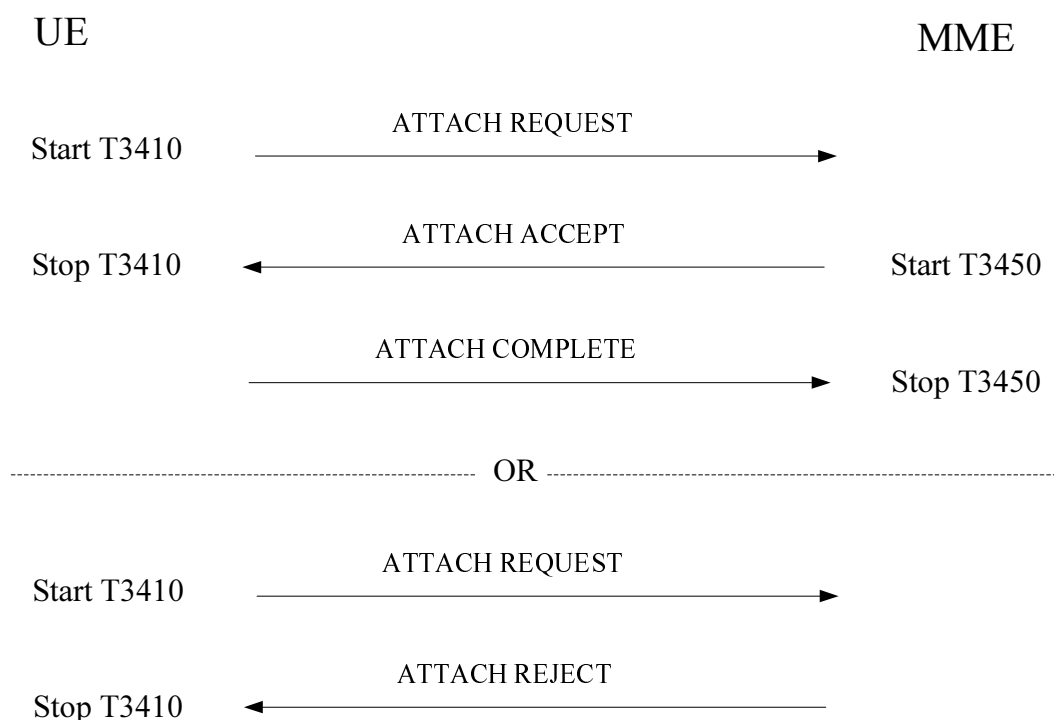 UE MME
Start T3410 ATTACH REQUEST
Stop T3410 ATTACH ACCEPT Start T3450
ATTACH COMPLETE Stop T3450
OR
Start T3410 ATTACH REQUEST
Stop T3410 ATTACH REJECT